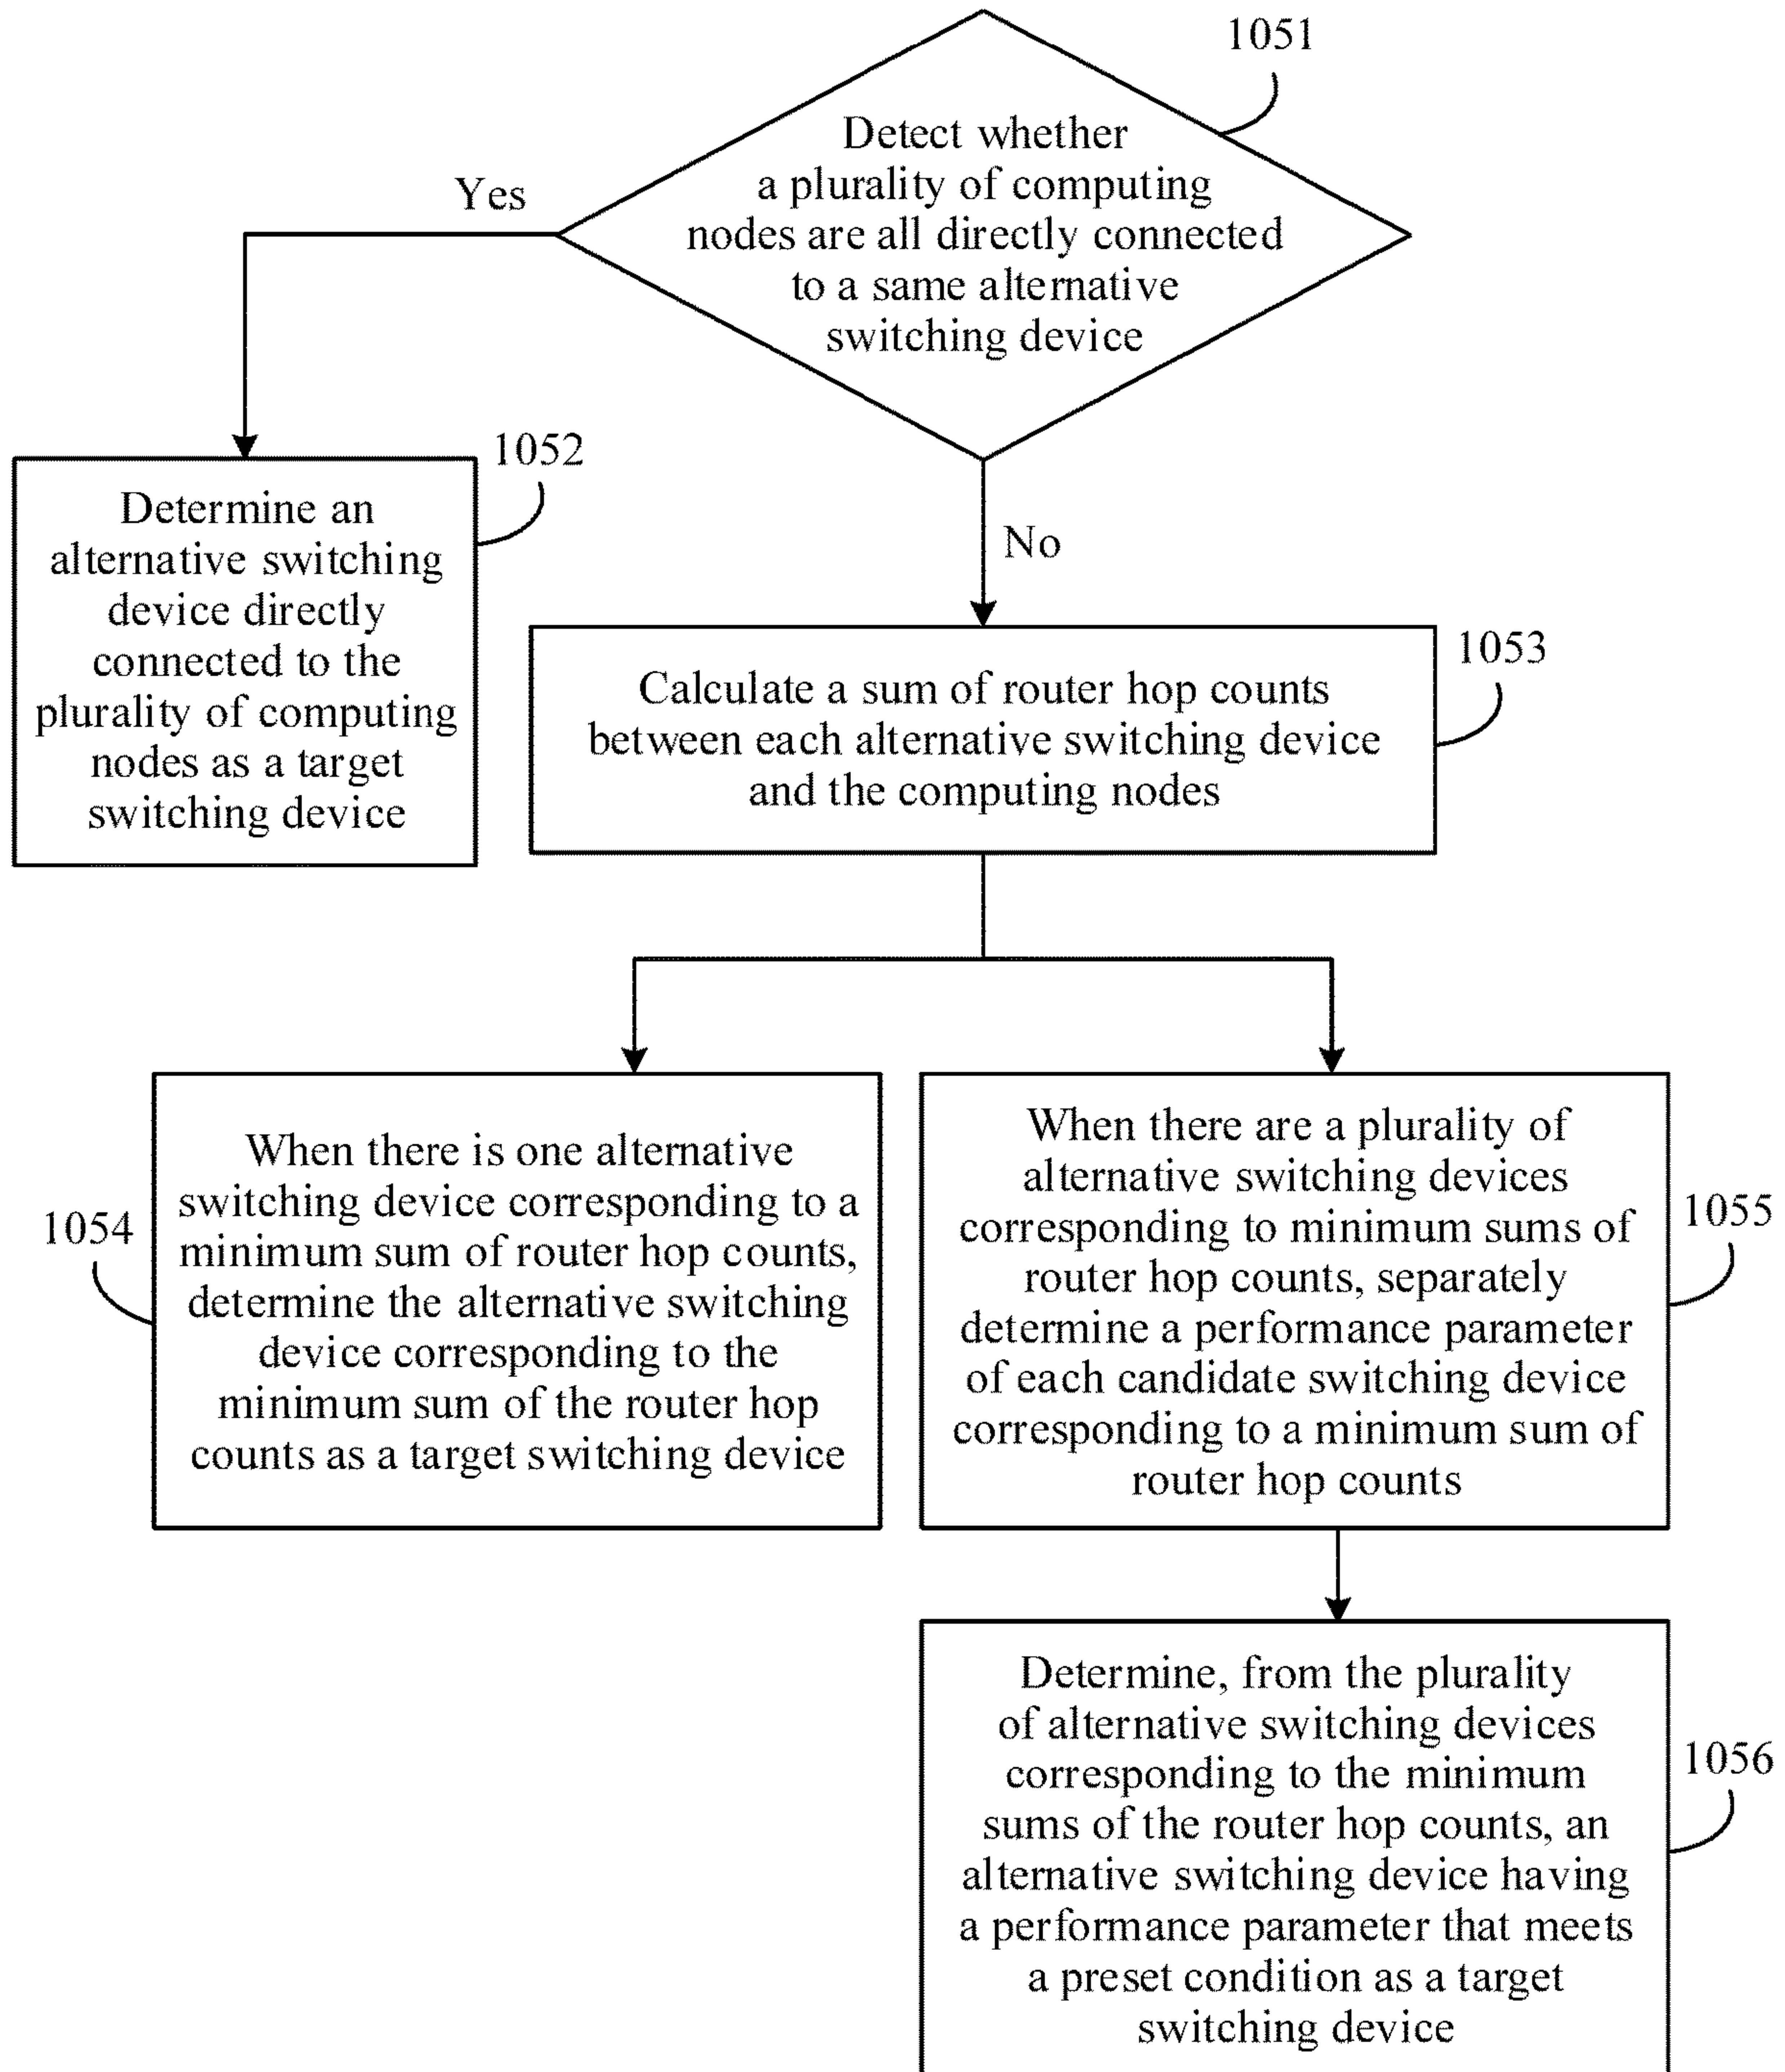 1051
Detect whether
a plurality of computing
nodes are all directly connected
to a same alternative
switching device
Yes
1052
Determine an
alternative switching
device directly
connected to the
plurality of computing
nodes as a target
switching device
No
1053
Calculate a sum of router hop counts
between each alternative switching device
and the computing nodes
1054
When there is one alternative
switching device corresponding to a
minimum sum of router hop counts,
determine the alternative switching
device corresponding to the
minimum sum of the router hop
counts as a target switching device
1055
When there are a plurality of
alternative switching devices
corresponding to minimum sums of
router hop counts, separately
determine a performance parameter
of each candidate switching device
corresponding to a minimum sum of
router hop counts
1056
Determine, from the plurality
of alternative switching devices
corresponding to the minimum
sums of the router hop counts, an
alternative switching device having
a performance parameter that meets
a preset condition as a target
switching device